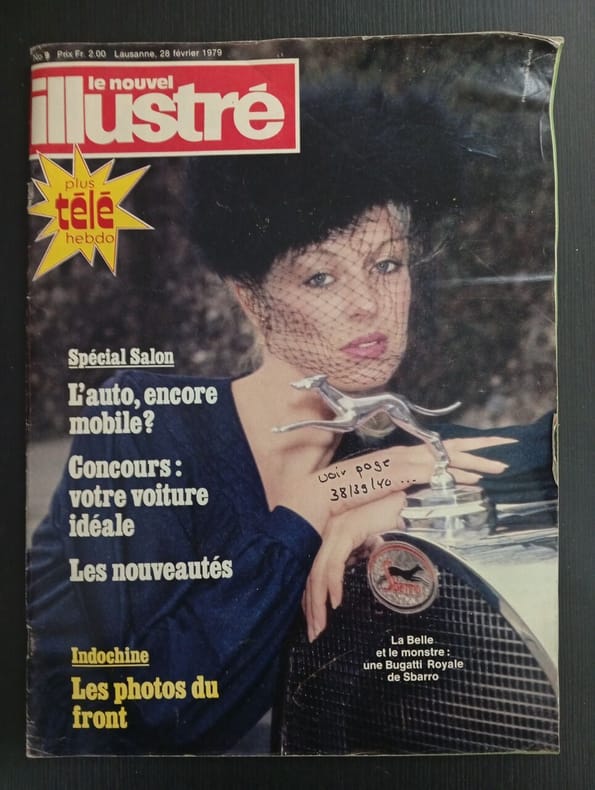 No 9 Prix Fr. 2.00 Lausanne, 28 février 1979
le nouvel
illustré
plus
télé
hebdo
Spécial Salon
L'auto, encore
mobile?
Concours :
votre voiture
idéale
Les nouveautés
voir page
38/39/40 ...
Sbarro
La Belle
et le monstre :
une Bugatti Royale
de Sbarro
Indochine
Les photos du
front